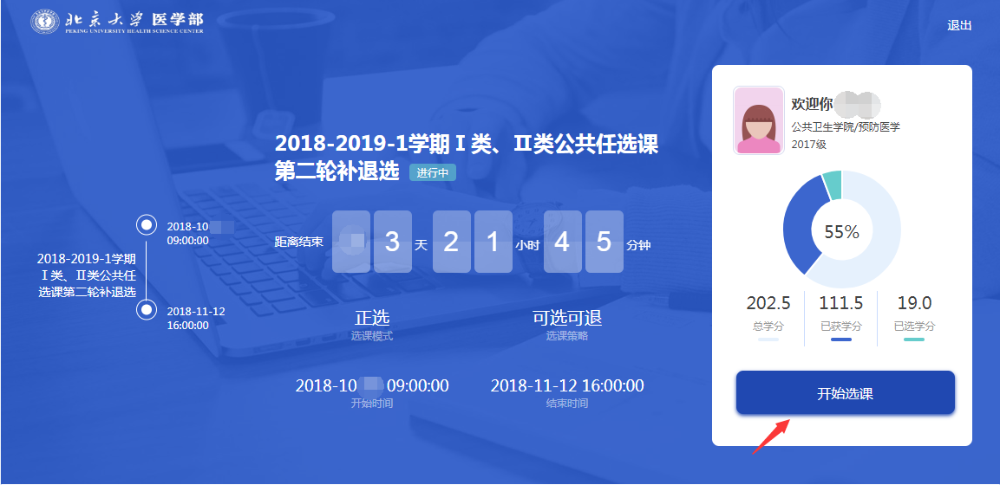 北京大学 医学部
PEKING UNIVERSITY HEALTH SCIENCE CENTER
退出
2018-10
09:00:00
2018-2019-1学期
Ⅰ类、Ⅱ类公共任
选课第二轮补退选
2018-11-12
16:00:00
2018-2019-1学期Ⅰ类、Ⅱ类公共任选课
第二轮补退选 进行中
距离结束 3 天 2 1 小时 4 5 分钟
正选 可选可退
选课模式 选课策略
2018-10 09:00:00 2018-11-12 16:00:00
开始时间 结束时间
欢迎你
公共卫生学院/预防医学
2017级
55%
202.5 111.5 19.0
总学分 已获学分 已选学分
开始选课